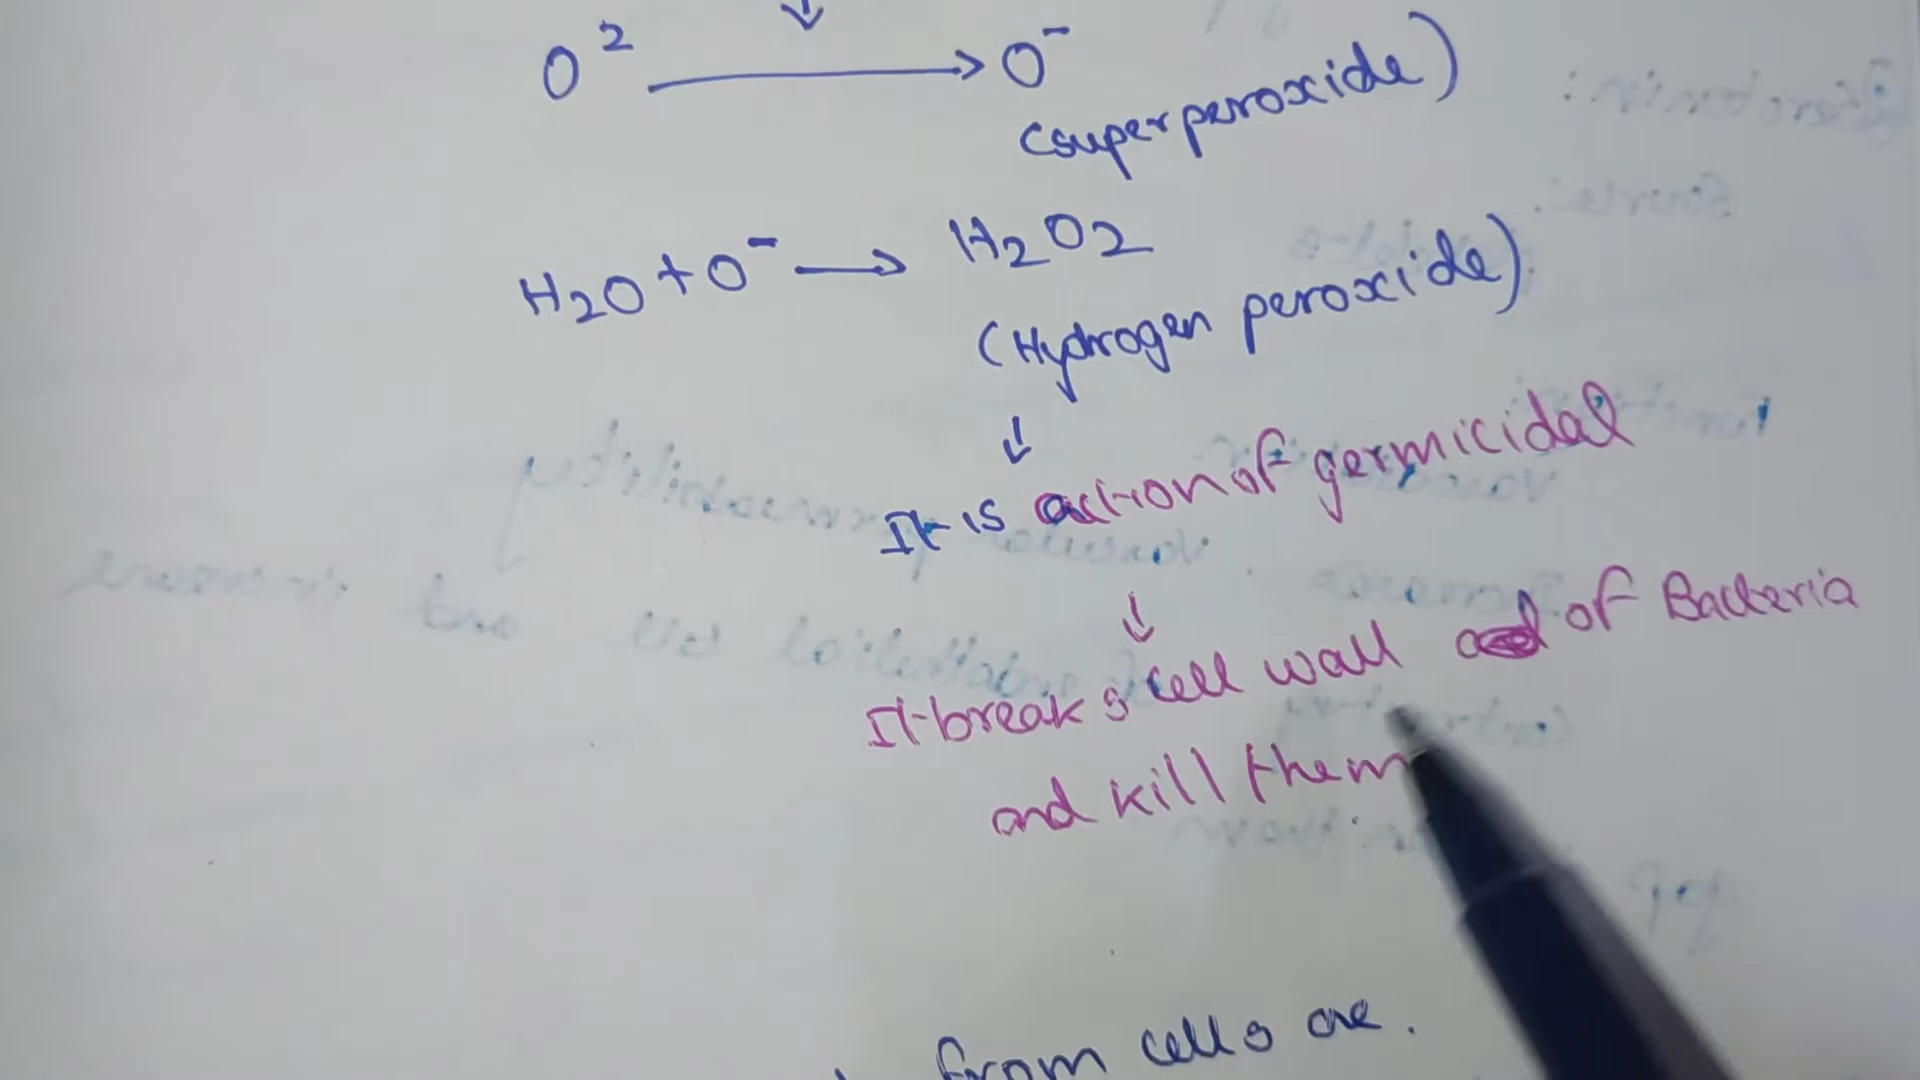 O² → O⁻
(superperoxide)
H2O + O⁻ → H2O2
(Hydrogen peroxide)
↓
It is action of germicidal
↓
It breaks cell wall of Bacteria
and kill them
from cells are.